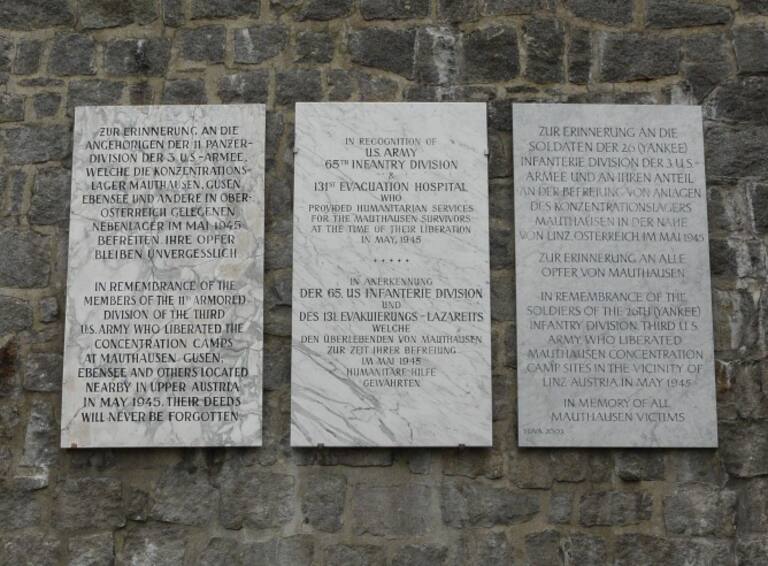 ZUR ERINNERUNG AN DIE
ANGEHÖRIGEN DER 11. PANZER-
DIVISION DER 3. U.S.-ARMEE,
WELCHE DIE KONZENTRATIONS-
LAGER MAUTHAUSEN, GUSEN,
EBENSEE UND ANDERE IN OBER-
ÖSTERREICH GELEGENEN
NEBENLAGER IM MAI 1945
BEFREITEN. IHRE OPFER
BLEIBEN UNVERGESSLICH
IN REMEMBRANCE OF THE
MEMBERS OF THE 11TH ARMORED
DIVISION OF THE THIRD
U.S. ARMY WHO LIBERATED THE
CONCENTRATION CAMPS
AT MAUTHAUSEN, GUSEN,
EBENSEE AND OTHERS LOCATED
NEARBY IN UPPER AUSTRIA
IN MAY 1945. THEIR DEEDS
WILL NEVER BE FORGOTTEN
IN RECOGNITION OF
U.S. ARMY
65TH INFANTRY DIVISION
&
131ST EVACUATION HOSPITAL
WHO
PROVIDED HUMANITARIAN SERVICES
FOR THE MAUTHAUSEN SURVIVORS
AT THE TIME OF THEIR LIBERATION
IN MAY, 1945
*****
IN ANERKENNUNG
DER 65. US INFANTERIE DIVISION
UND
DES 131. EVAKUIERUNGS-LAZARETTS
WELCHE
DEN ÜBERLEBENDEN VON MAUTHAUSEN
ZUR ZEIT IHRER BEFREIUNG
IM MAI 1945
HUMANITÄRE HILFE
GEWÄHRTEN
ZUR ERINNERUNG AN DIE
SOLDATEN DER 26. (YANKEE)
INFANTERIE DIVISION DER 3. U.S.-
ARMEE UND AN IHREN ANTEIL
AN DER BEFREIUNG VON ANLAGEN
DES KONZENTRATIONSLAGERS
MAUTHAUSEN IN DER NÄHE
VON LINZ, ÖSTERREICH IM MAI 1945
ZUR ERINNERUNG AN ALLE
OPFER VON MAUTHAUSEN
IN REMEMBRANCE OF THE
SOLDIERS OF THE 26TH (YANKEE)
INFANTRY DIVISION, THIRD U.S.
ARMY, WHO LIBERATED
MAUTHAUSEN CONCENTRATION
CAMP SITES IN THE VICINITY OF
LINZ, AUSTRIA, IN MAY 1945
IN MEMORY OF ALL
MAUTHAUSEN VICTIMS